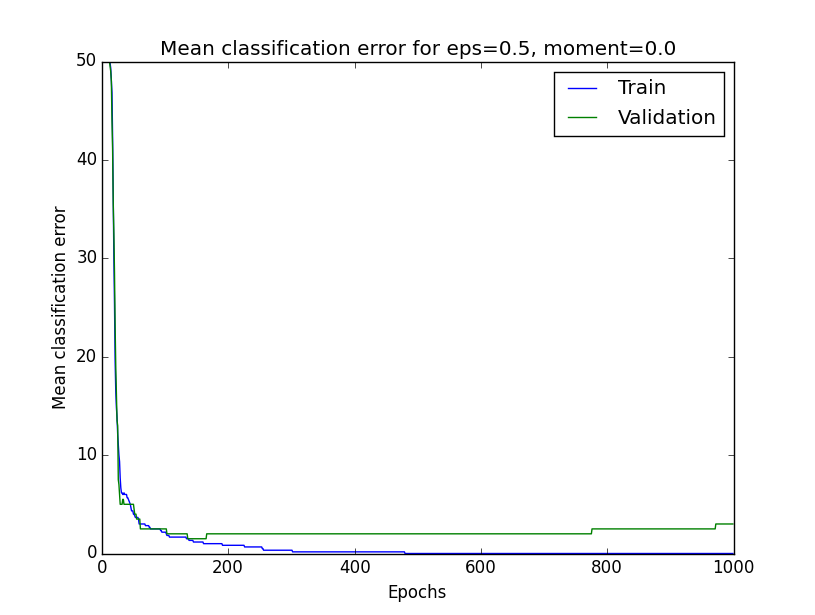 Mean classification error for eps=0.5, moment=0.0
50
40
30
20
10
0
Mean classification error
Train
Validation
0 200 400 600 800 1000
Epochs